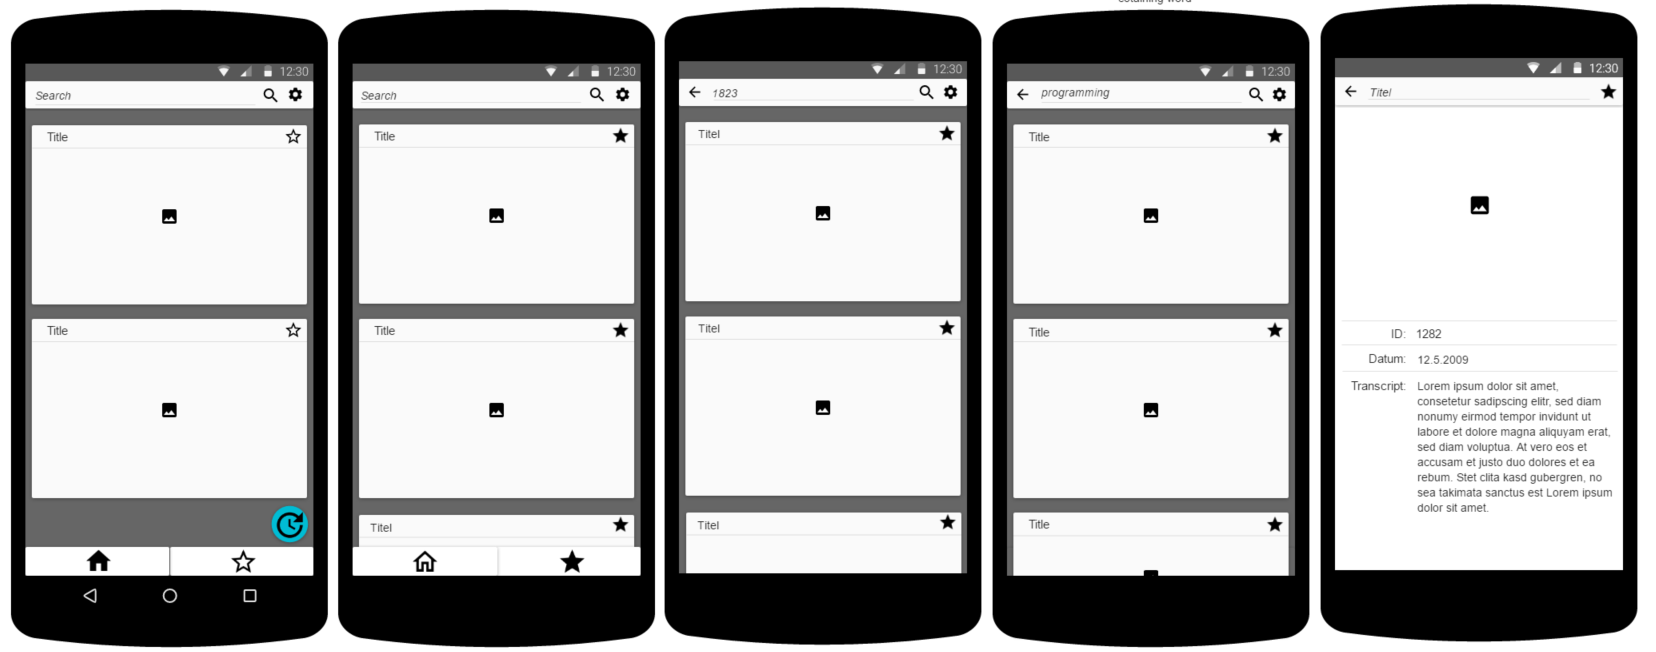 cotaining word
12:30
Search
Title
Title
12:30
Search
Title
Title
Titel
12:30
1823
Titel
Titel
Titel
12:30
programming
Title
Title
Title
12:30
Titel
ID: 1282
Datum: 12.5.2009
Transcript: Lorem ipsum dolor sit amet,
consetetur sadipscing elitr, sed diam
nonumy eirmod tempor invidunt ut
labore et dolore magna aliquyam erat,
sed diam voluptua. At vero eos et
accusam et justo duo dolores et ea
rebum. Stet clita kasd gubergren, no
sea takimata sanctus est Lorem ipsum
dolor sit amet.